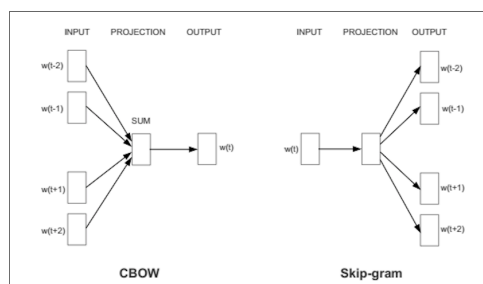 INPUT PROJECTION OUTPUT
w(t-2)
w(t-1)
SUM
w(t)
w(t+1)
w(t+2)
CBOW
INPUT PROJECTION OUTPUT
w(t-2)
w(t-1)
w(t)
w(t+1)
w(t+2)
Skip-gram